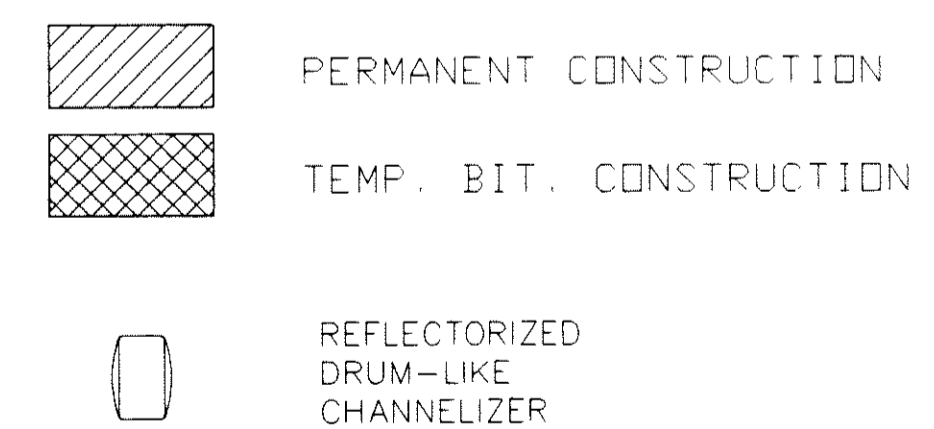 PERMANENT CONSTRUCTION
TEMP. BIT. CONSTRUCTION
REFLECTORIZED
DRUM-LIKE
CHANNELIZER